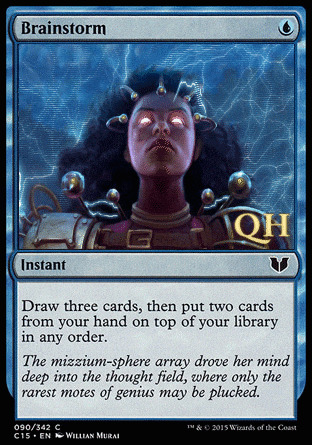 Brainstorm
QH
Instant
Draw three cards, then put two cards
from your hand on top of your library
in any order.
The mizzium-sphere array drove her mind
deep into the thought field, where only the
rarest motes of genius may be plucked.
090/342 C
C15 • EN Willian Murai
™ & © 2015 Wizards of the Coast